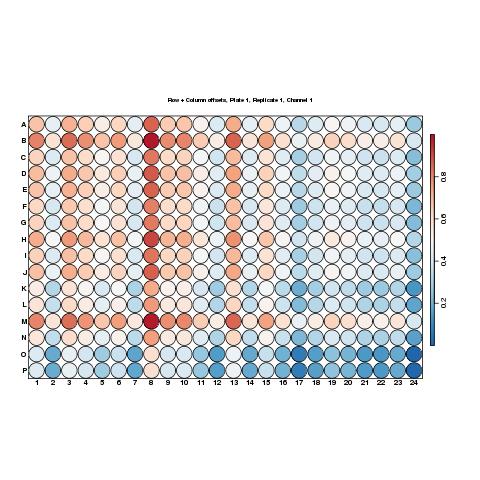 Row + Column offsets, Plate 1, Replicate 1, Channel 1
A
B
C
D
E
F
G
H
I
J
K
L
M
N
O
P
1 2 3 4 5 6 7 8 9 10 11 12 13 14 15 16 17 18 19 20 21 22 23 24
0.8
0.6
0.4
0.2